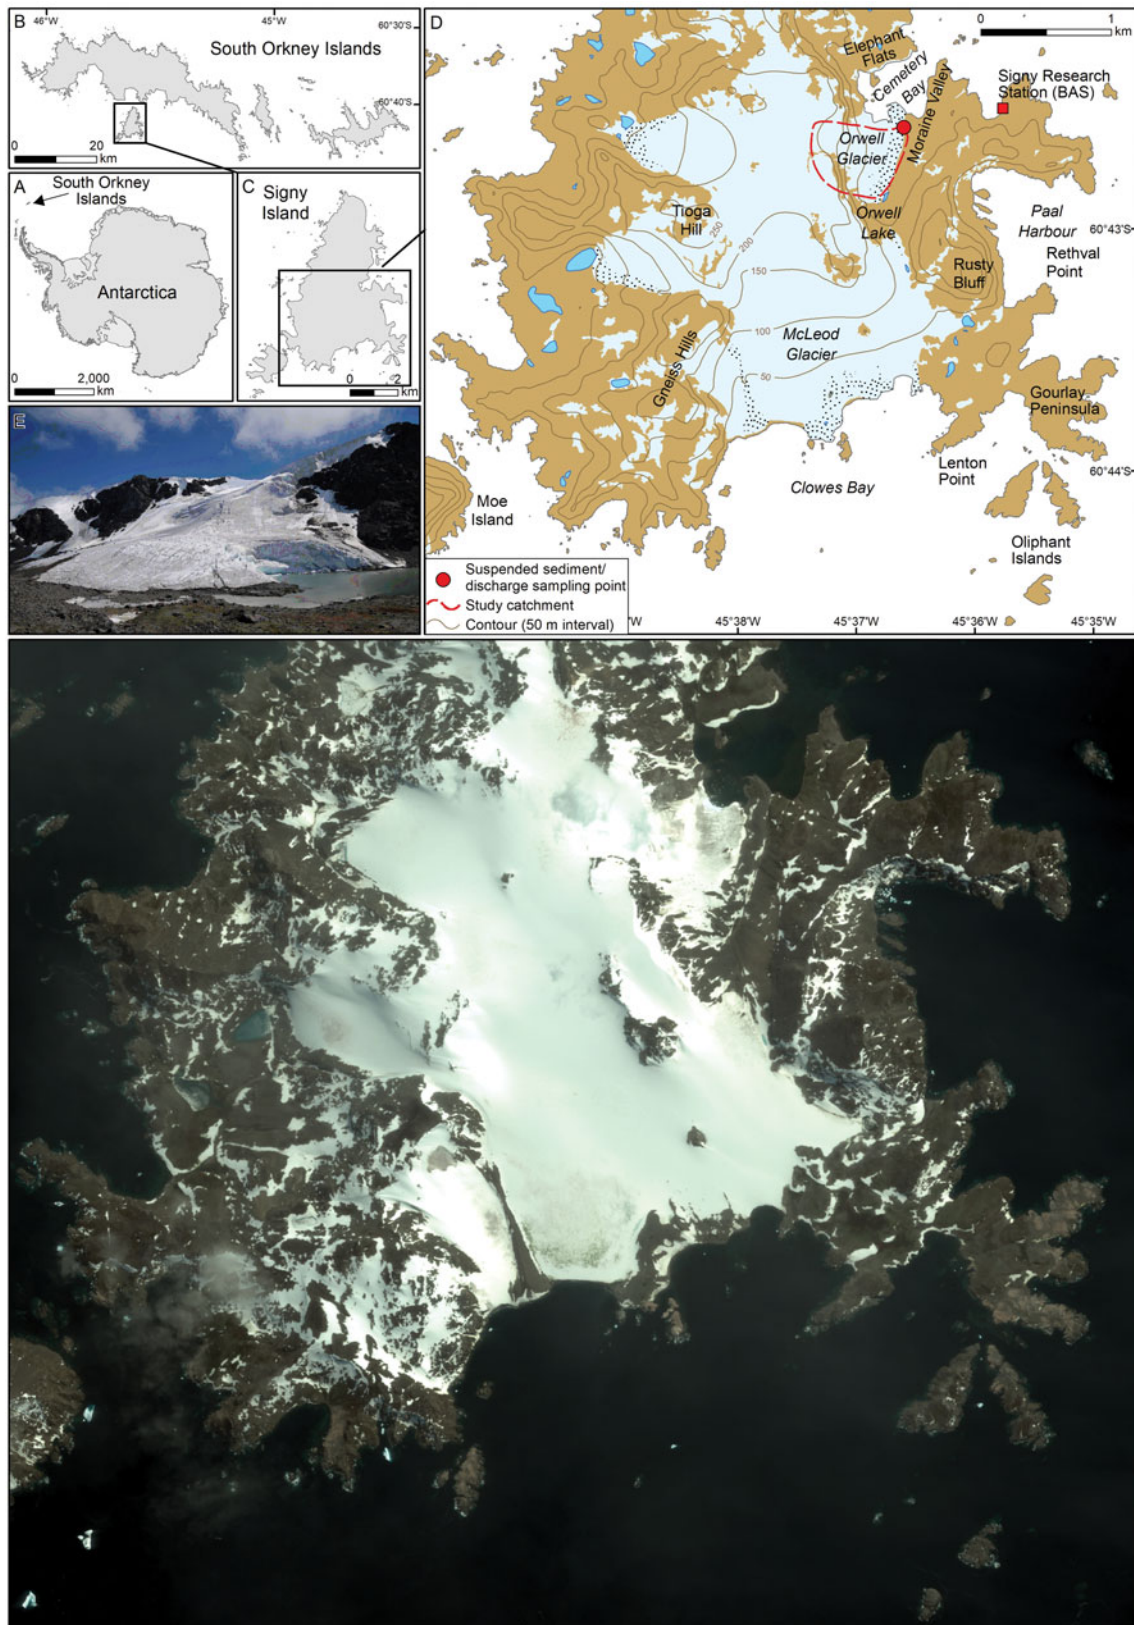 B
46°W
45°W
60°30'S
South Orkney Islands
60°40'S
0
20
km
A
South Orkney
Islands
Antarctica
0
2,000
km
C
Signy
Island
0
2
km
E
D
0
1
km
Elephant
Flats
Cemetery
Bay
Moraine Valley
Signy Research
Station (BAS)
Orwell
Glacier
Orwell
Lake
Tioga
Hill
250
200
150
100
50
Paal
Harbour
60°43'S
Rethval
Point
Rusty
Bluff
McLeod
Glacier
Gneiss Hills
Gourlay
Peninsula
Lenton
Point
60°44'S
Clowes Bay
Moe
Island
Oliphant
Islands
Suspended sediment/
discharge sampling point
Study catchment
Contour (50 m interval)
45°38'W
45°37'W
45°36'W
45°35'W